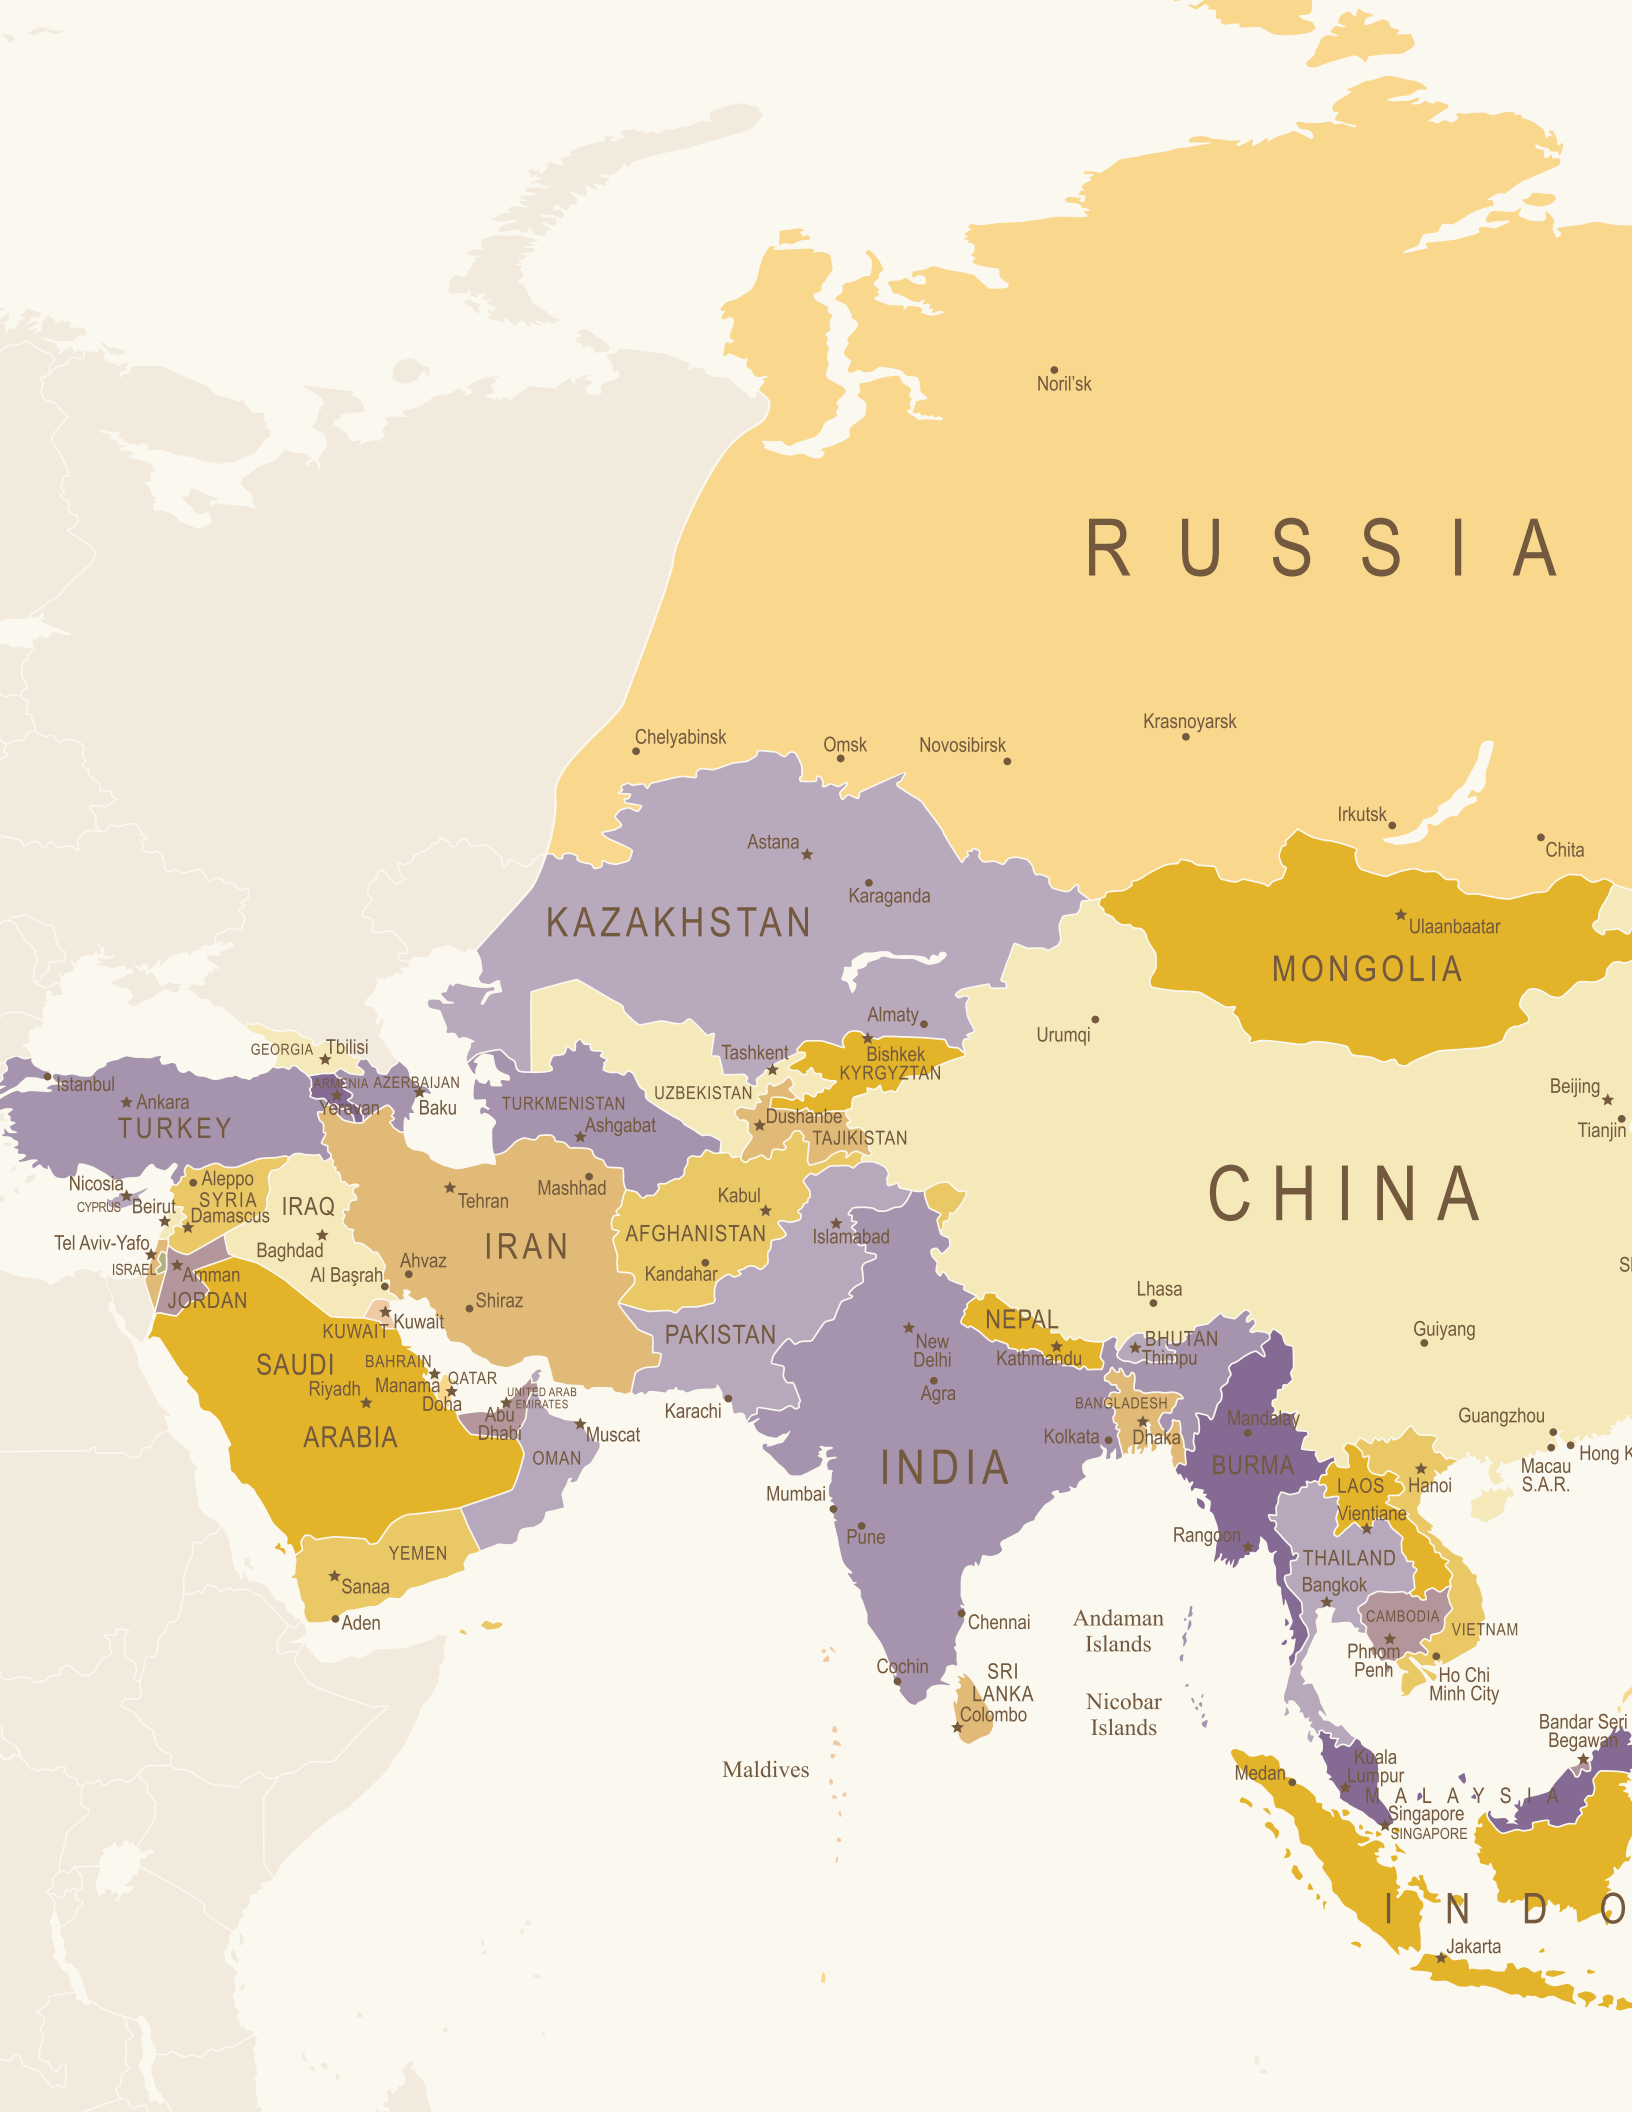 Noril'sk
RUSSIA
Krasnoyarsk
Chelyabinsk
Omsk
Novosibirsk
Irkutsk
Chita
Astana
Karaganda
KAZAKHSTAN
Ulaanbaatar
MONGOLIA
Almaty
Urumqi
Tbilisi
GEORGIA
Tashkent
Bishkek
KYRGYZTAN
Istanbul
ARMENIA
AZERBAIJAN
Beijing
Ankara
Yerevan
Baku
TURKMENISTAN
UZBEKISTAN
Dushanbe
TURKEY
Ashgabat
TAJIKISTAN
Tianjin
Nicosia
Aleppo
Mashhad
CYPRUS
Beirut
SYRIA
IRAQ
Tehran
Kabul
CHINA
Damascus
Tel Aviv-Yafo
Baghdad
IRAN
AFGHANISTAN
Islamabad
ISRAEL
Amman
Al Başrah
Ahvaz
Kandahar
Lhasa
JORDAN
Shiraz
Kuwait
KUWAIT
PAKISTAN
NEPAL
BHUTAN
Guiyang
New
Delhi
Kathmandu
Thimpu
SAUDI
BAHRAIN
QATAR
Riyadh
Manama
Doha
UNITED ARAB
EMIRATES
Agra
BANGLADESH
Abu
Dhabi
Karachi
Mandalay
Guangzhou
ARABIA
Muscat
Kolkata
Dhaka
OMAN
INDIA
BURMA
Hong K
Macau
S.A.R.
LAOS
Hanoi
Mumbai
Vientiane
Pune
Rangoon
YEMEN
THAILAND
Sanaa
Bangkok
Aden
Chennai
Andaman
Islands
CAMBODIA
VIETNAM
Phnom
Penh
Cochin
SRI
LANKA
Ho Chi
Minh City
Colombo
Nicobar
Islands
Bandar Seri
Begawan
Maldives
Medan
Kuala
Lumpur
MALAYSIA
Singapore
SINGAPORE
INDO
Jakarta